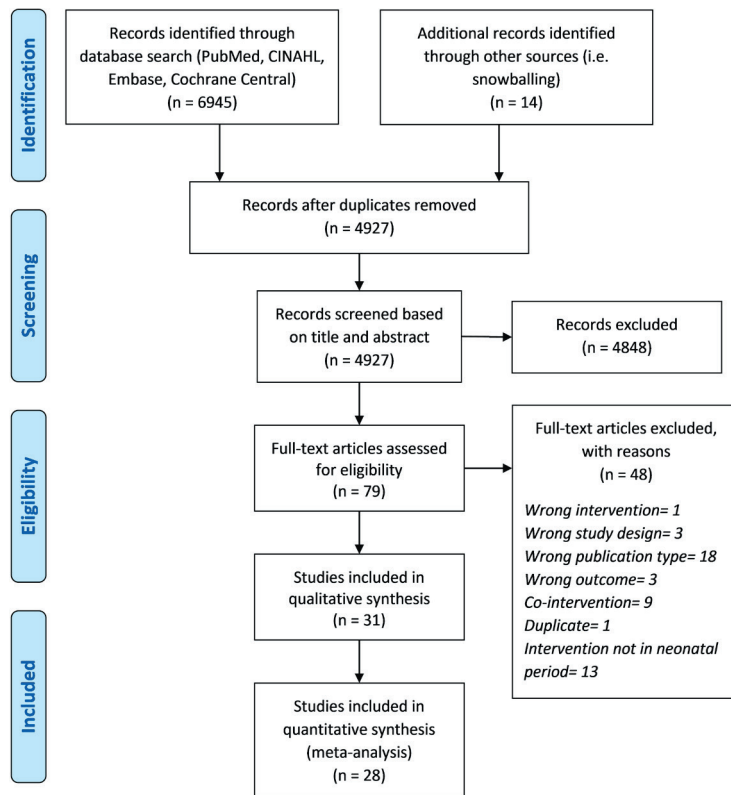 Identification
Records identified through
database search (PubMed, CINAHL,
Embase, Cochrane Central)
(n = 6945)
Additional records identified
through other sources (i.e.
snowballing)
(n = 14)
Records after duplicates removed
(n = 4927)
Screening
Records screened based
on title and abstract
(n = 4927)
Records excluded
(n = 4848)
Eligibility
Full-text articles assessed
for eligibility
(n = 79)
Full-text articles excluded,
with reasons
(n = 48)
Wrong intervention= 1
Wrong study design= 3
Wrong publication type= 18
Wrong outcome= 3
Co-intervention= 9
Duplicate= 1
Intervention not in neonatal
period= 13
Studies included in
qualitative synthesis
(n = 31)
Included
Studies included in
quantitative synthesis
(meta-analysis)
(n = 28)